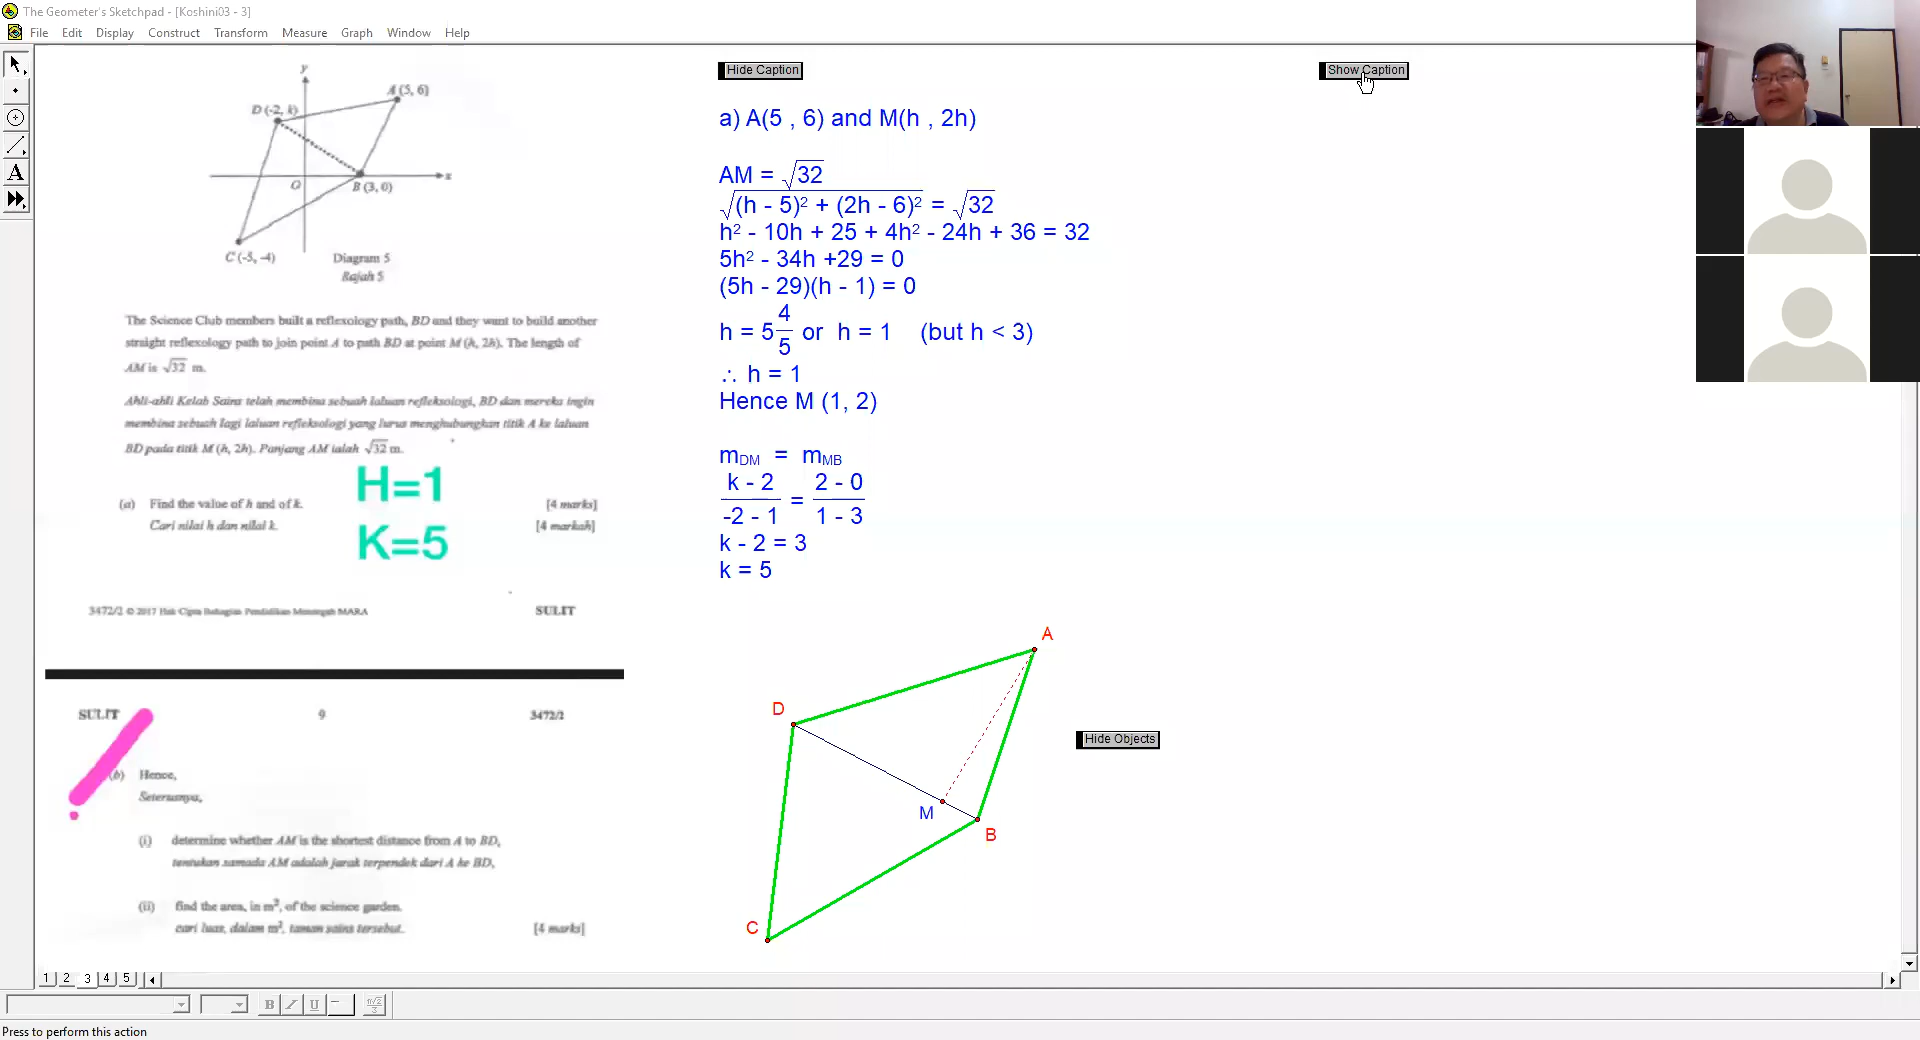 The Geometer's Sketchpad - [Koshini03 - 3]
File Edit Display Construct Transform Measure Graph Window Help
y
A (5, 6)
D (-2, k)
x
O
B (3, 0)
C (-5, -4)
Diagram 5
Rajah 5
The Science Club members built a reflexology path, BD and they want to build another
straight reflexology path to join point A to path BD at point M (h, 2h). The length of
AM is √32 m.
Ahli-ahli Kelab Sains telah membina sebuah laluan refleksologi, BD dan mereka ingin
membina sebuah lagi laluan refleksologi yang lurus menghubungkan titik A ke laluan
BD pada titik M (h, 2h). Panjang AM ialah √32 m.
H=1
(a) Find the value of h and of k. [4 marks]
Cari nilai h dan nilai k. [4 markah]
K=5
3472/2 © 2017 Hak Cipta Bahagian Pendidikan Menengah MARA SULIT
SULIT 9 3472/2
(b) Hence,
Seterusnya,
(i) determine whether AM is the shortest distance from A to BD,
tentukan samada AM adalah jarak terpendek dari A ke BD,
(ii) find the area, in m², of the science garden.
cari luas, dalam m², taman sains tersebut. [4 marks]
Hide Caption
Show Caption
a) A(5 , 6) and M(h , 2h)
AM = √32
√(h - 5)² + (2h - 6)² = √32
h² - 10h + 25 + 4h² - 24h + 36 = 32
5h² - 34h +29 = 0
(5h - 29)(h - 1) = 0
h = 5 4/5 or h = 1 (but h < 3)
∴ h = 1
Hence M (1, 2)
mDM = mMB
k - 2 2 - 0
=
-2 - 1 1 - 3
k - 2 = 3
k = 5
A
D
Hide Objects
M
B
C
1 2 3 4 5
B I U
Press to perform this action